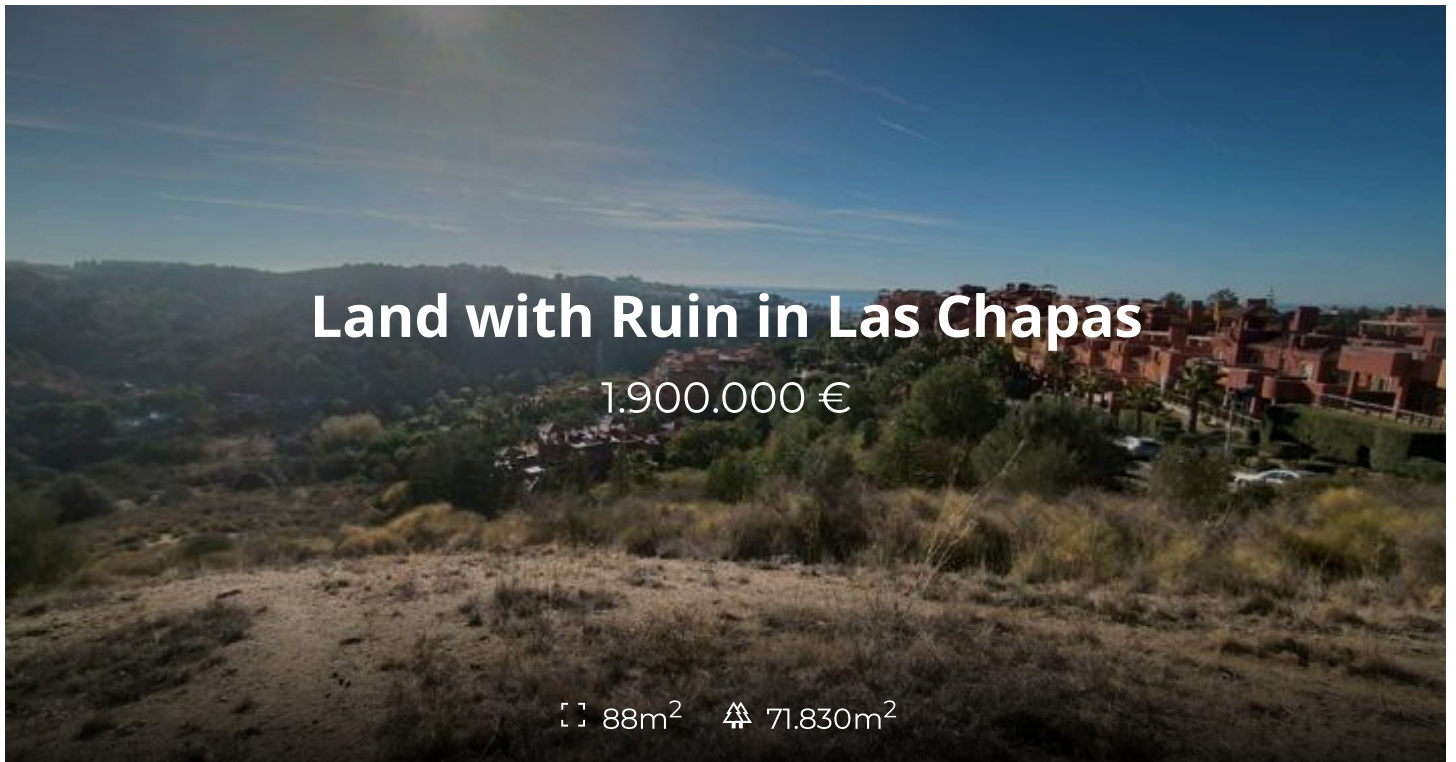 Land with Ruin in Las Chapas
1.900.000 €
88m² 71.830m²